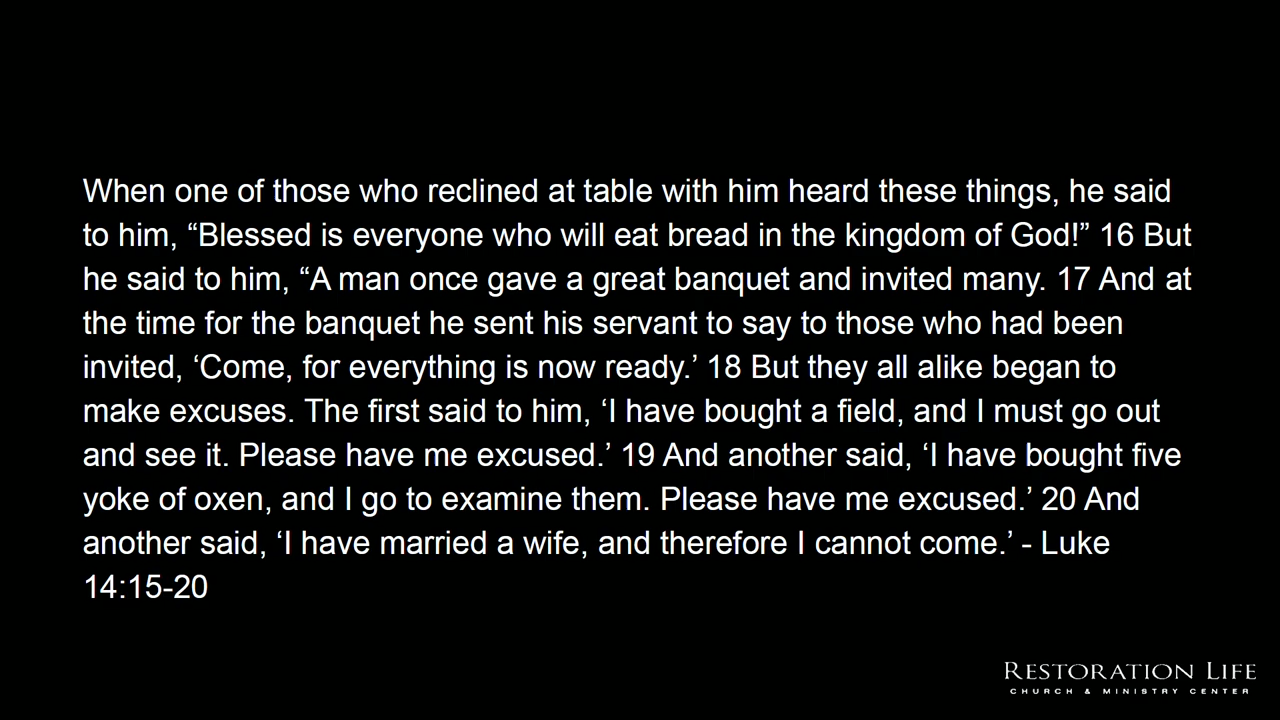 When one of those who reclined at table with him heard these things, he said
to him, “Blessed is everyone who will eat bread in the kingdom of God!” 16 But
he said to him, “A man once gave a great banquet and invited many. 17 And at
the time for the banquet he sent his servant to say to those who had been
invited, ‘Come, for everything is now ready.’ 18 But they all alike began to
make excuses. The first said to him, ‘I have bought a field, and I must go out
and see it. Please have me excused.’ 19 And another said, ‘I have bought five
yoke of oxen, and I go to examine them. Please have me excused.’ 20 And
another said, ‘I have married a wife, and therefore I cannot come.’ - Luke
14:15-20
RESTORATION LIFE
CHURCH & MINISTRY CENTER